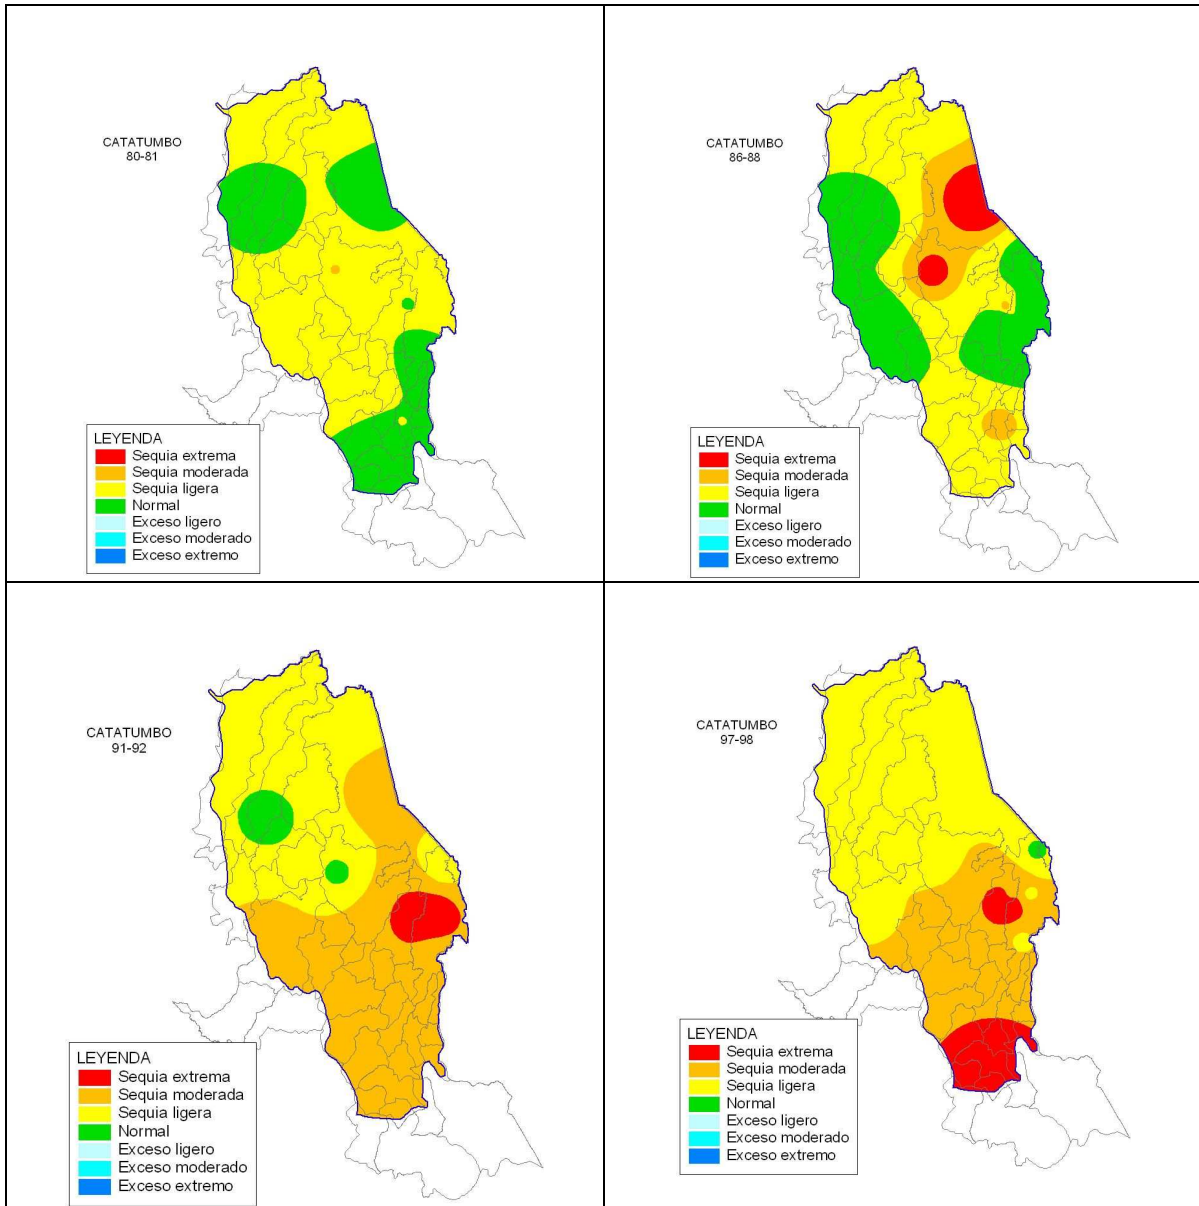 CATATUMBO
80-81
LEYENDA
Sequia extrema
Sequia moderada
Sequia ligera
Normal
Exceso ligero
Exceso moderado
Exceso extremo
CATATUMBO
86-88
LEYENDA
Sequia extrema
Sequia moderada
Sequia ligera
Normal
Exceso ligero
Exceso moderado
Exceso extremo
CATATUMBO
91-92
LEYENDA
Sequia extrema
Sequia moderada
Sequia ligera
Normal
Exceso ligero
Exceso moderado
Exceso extremo
CATATUMBO
97-98
LEYENDA
Sequia extrema
Sequia moderada
Sequia ligera
Normal
Exceso ligero
Exceso moderado
Exceso extremo